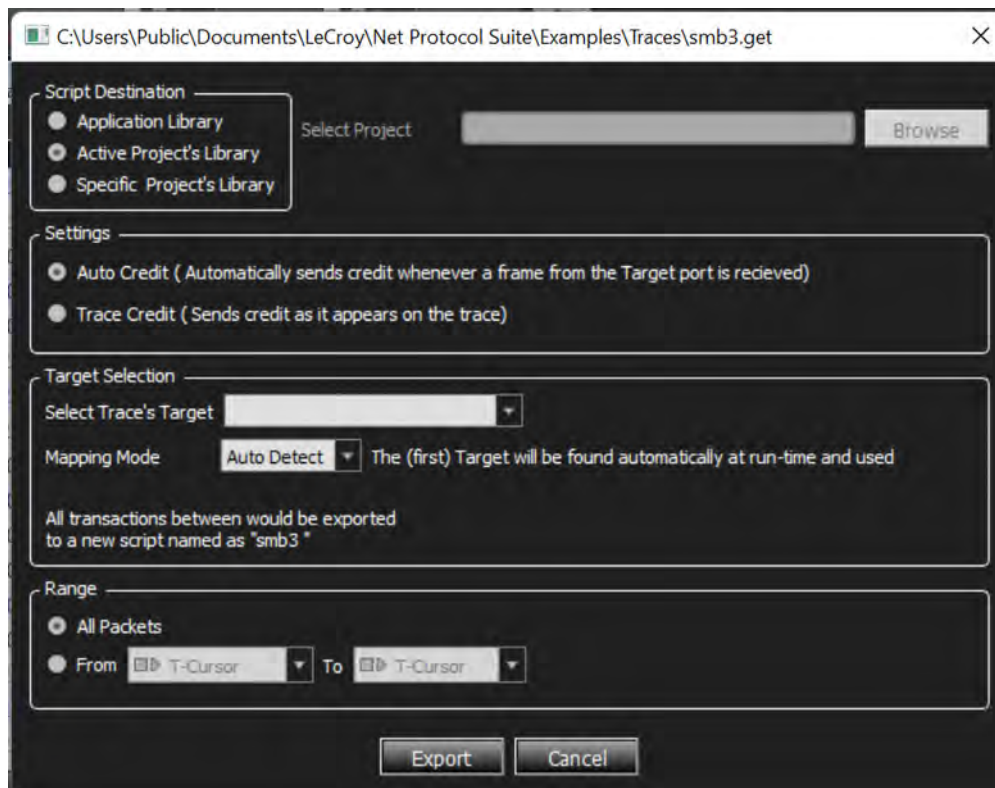 C:\Users\Public\Documents\LeCroy\Net Protocol Suite\Examples\Traces\smb3.get
Script Destination
Application Library
Active Project's Library
Specific Project's Library
Select Project
Browse
Settings
Auto Credit ( Automatically sends credit whenever a frame from the Target port is recieved)
Trace Credit ( Sends credit as it appears on the trace)
Target Selection
Select Trace's Target
Mapping Mode Auto Detect The (first) Target will be found automatically at run-time and used
All transactions between would be exported
to a new script named as "smb3 "
Range
All Packets
From T-Cursor To T-Cursor
Export Cancel